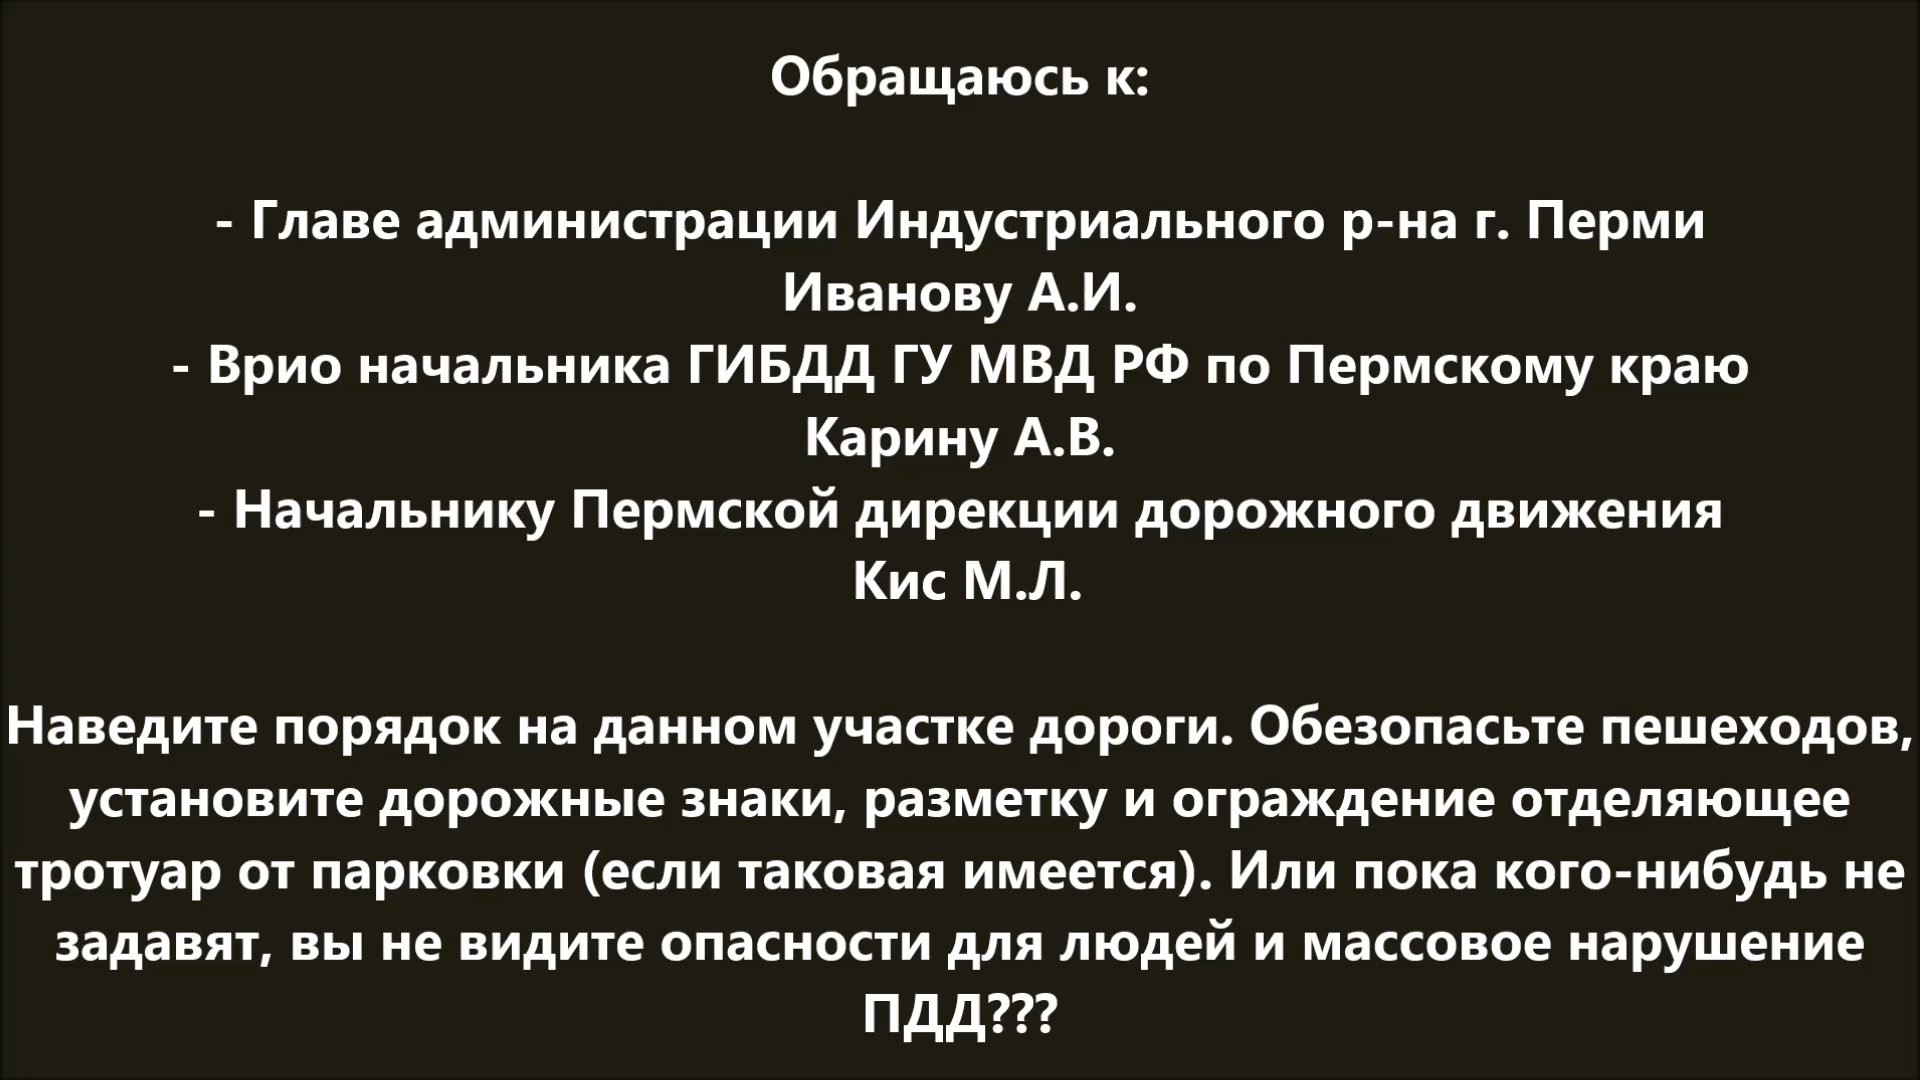 Обращаюсь к:
- Главе администрации Индустриального р-на г. Перми
Иванову А.И.
- Врио начальника ГИБДД ГУ МВД РФ по Пермскому краю
Карину А.В.
- Начальнику Пермской дирекции дорожного движения
Кис М.Л.
Наведите порядок на данном участке дороги. Обезопасьте пешеходов,
установите дорожные знаки, разметку и ограждение отделяющее
тротуар от парковки (если таковая имеется). Или пока кого-нибудь не
задавят, вы не видите опасности для людей и массовое нарушение
ПДД???